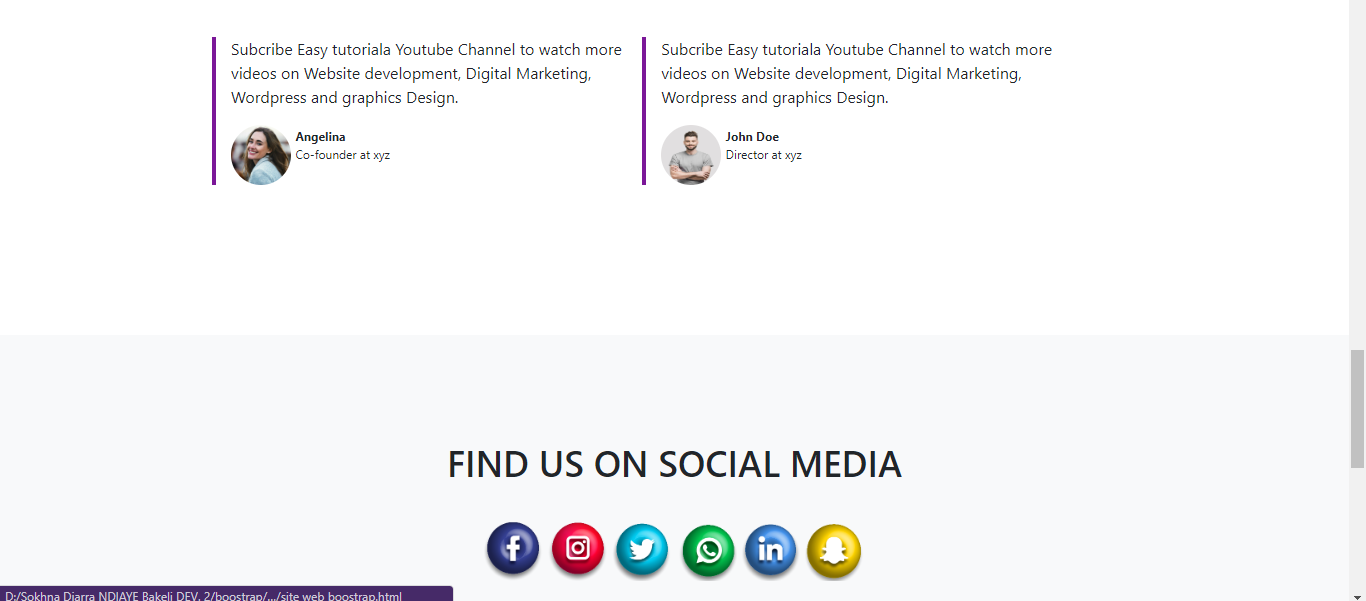 Subcribe Easy tutoriala Youtube Channel to watch more
videos on Website development, Digital Marketing,
Wordpress and graphics Design.
Angelina
Co-founder at xyz
Subcribe Easy tutoriala Youtube Channel to watch more
videos on Website development, Digital Marketing,
Wordpress and graphics Design.
John Doe
Director at xyz
FIND US ON SOCIAL MEDIA
D:/Sokhna Diarra NDIAYE Bakeli DEV. 2/boostrap/.../site web boostrap.html